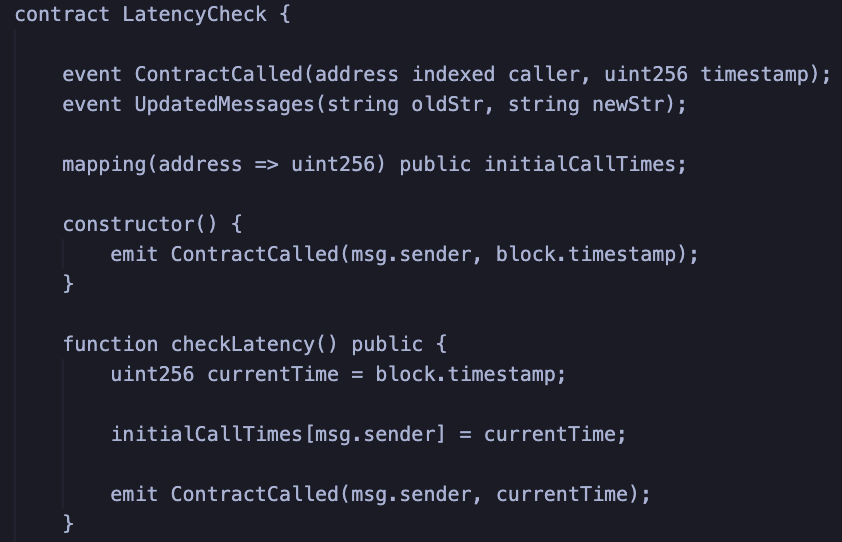 contract LatencyCheck {
event ContractCalled(address indexed caller, uint256 timestamp);
event UpdatedMessages(string oldStr, string newStr);
mapping(address => uint256) public initialCallTimes;
constructor() {
emit ContractCalled(msg.sender, block.timestamp);
}
function checkLatency() public {
uint256 currentTime = block.timestamp;
initialCallTimes[msg.sender] = currentTime;
emit ContractCalled(msg.sender, currentTime);
}